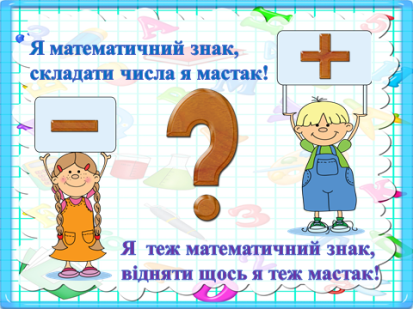 Я математичний знак,
складати числа я мастак!
+
−
?
Я теж математичний знак,
відняти щось я теж мастак!